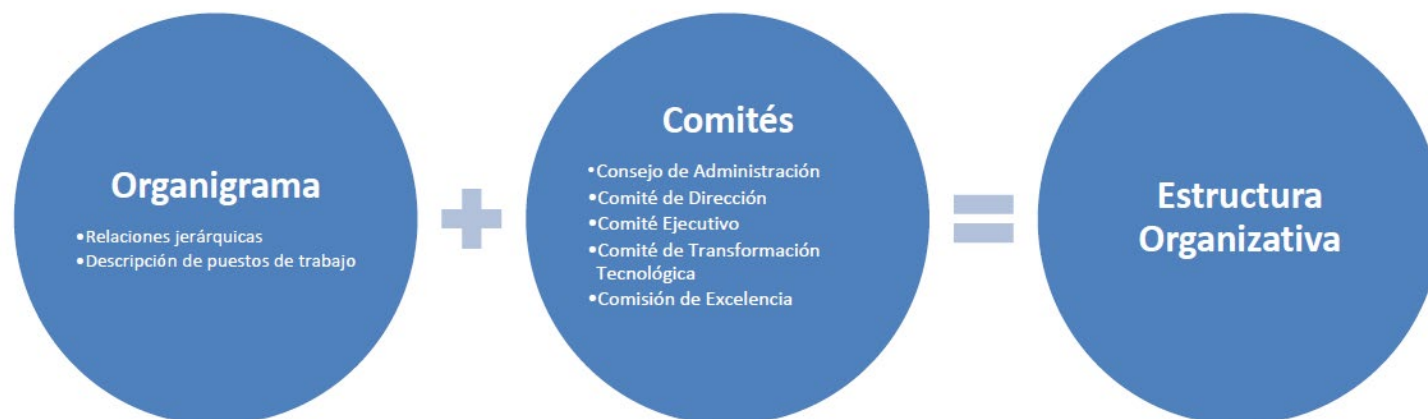 Organigrama
•Relaciones jerárquicas
•Descripción de puestos de trabajo
Comités
•Consejo de Administración
•Comité de Dirección
•Comité Ejecutivo
•Comité de Transformación
Tecnológica
•Comisión de Excelencia
Estructura
Organizativa